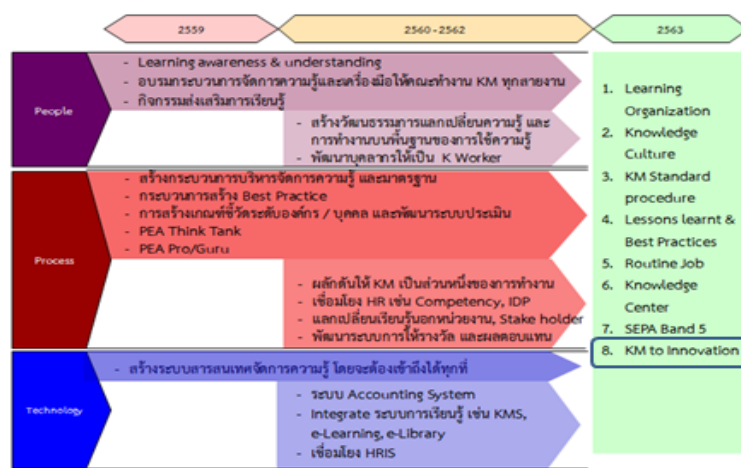 2559
2560-2562
2563
People
- Learning awareness & understanding
- อบรมกระบวนการจัดการความรู้และเครื่องมือให้คณะทำงาน KM ทุกสายงาน
- กิจกรรมส่งเสริมการเรียนรู้
- สร้างวัฒนธรรมการแลกเปลี่ยนความรู้ และ
การทำงานบนพื้นฐานของการใช้ความรู้
- พัฒนาบุคลากรให้เป็น K Worker
Process
- สร้างกระบวนการบริหารจัดการความรู้ และมาตรฐาน
- กระบวนการสร้าง Best Practice
- การสร้างเกณฑ์ชี้วัดระดับองค์กร / บุคคล และพัฒนาระบบประเมิน
- PEA Think Tank
- PEA Pro/Guru
- ผลักดันให้ KM เป็นส่วนหนึ่งของการทำงาน
- เชื่อมโยง HR เช่น Competency, IDP
- แลกเปลี่ยนเรียนรู้นอกหน่วยงาน, Stake holder
- พัฒนาระบบการให้รางวัล และผลตอบแทน
Technology
- สร้างระบบสารสนเทศจัดการความรู้ โดยจะต้องเข้าถึงได้ทุกที่
- ระบบ Accounting System
- Integrate ระบบการเรียนรู้ เช่น KMS,
e-Learning, e-Library
- เชื่อมโยง HRIS
1. Learning
Organization
2. Knowledge
Culture
3. KM Standard
procedure
4. Lessons learnt &
Best Practices
5. Routine Job
6. Knowledge
Center
7. SEPA Band 5
8. KM to Innovation